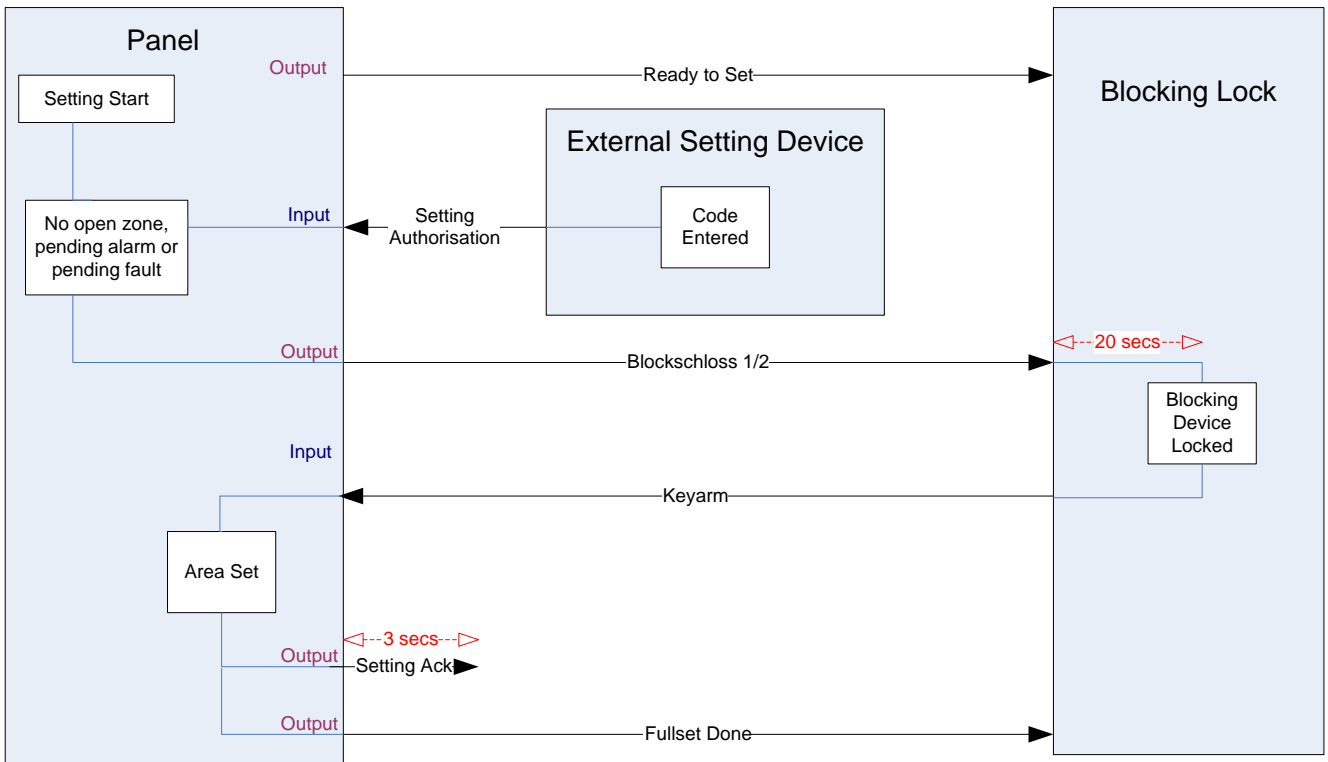 Panel
Output
Ready to Set
Blocking Lock
Setting Start
External Setting Device
No open zone,
pending alarm or
pending fault
Input
Setting
Authorisation
Code
Entered
Output
Blockschloss 1/2
20 secs
Blocking
Device
Locked
Input
Keyarm
Area Set
3 secs
Output
Setting Ack
Output
Fullset Done